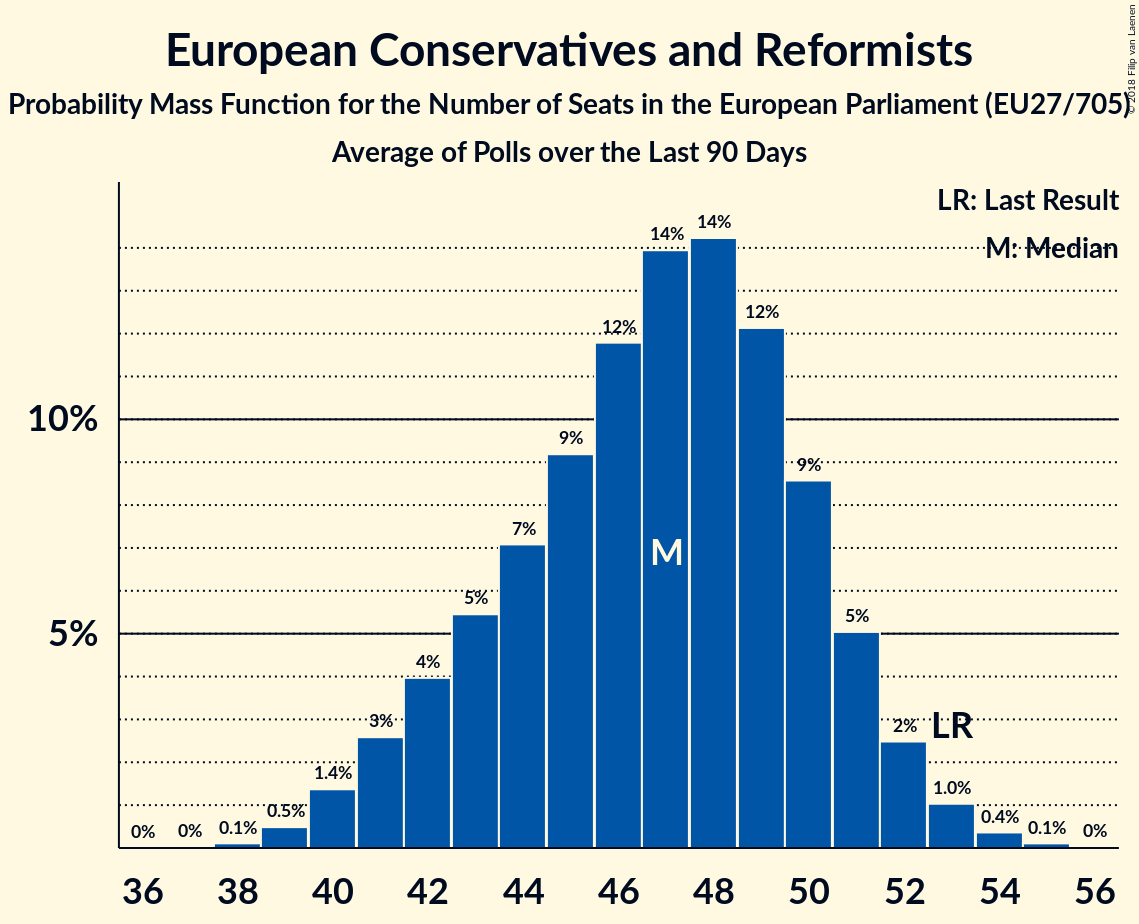 European Conservatives and Reformists
Probability Mass Function for the Number of Seats in the European Parliament (EU27/705)
Average of Polls over the Last 90 Days
© 2018 Filip van Laenen
LR: Last Result
M: Median
10%
5%
0%
0%
0.1%
0.5%
1.4%
3%
4%
5%
7%
9%
12%
14%
14%
12%
9%
5%
2%
1.0%
0.4%
0.1%
0%
M
LR
36 38 40 42 44 46 48 50 52 54 56